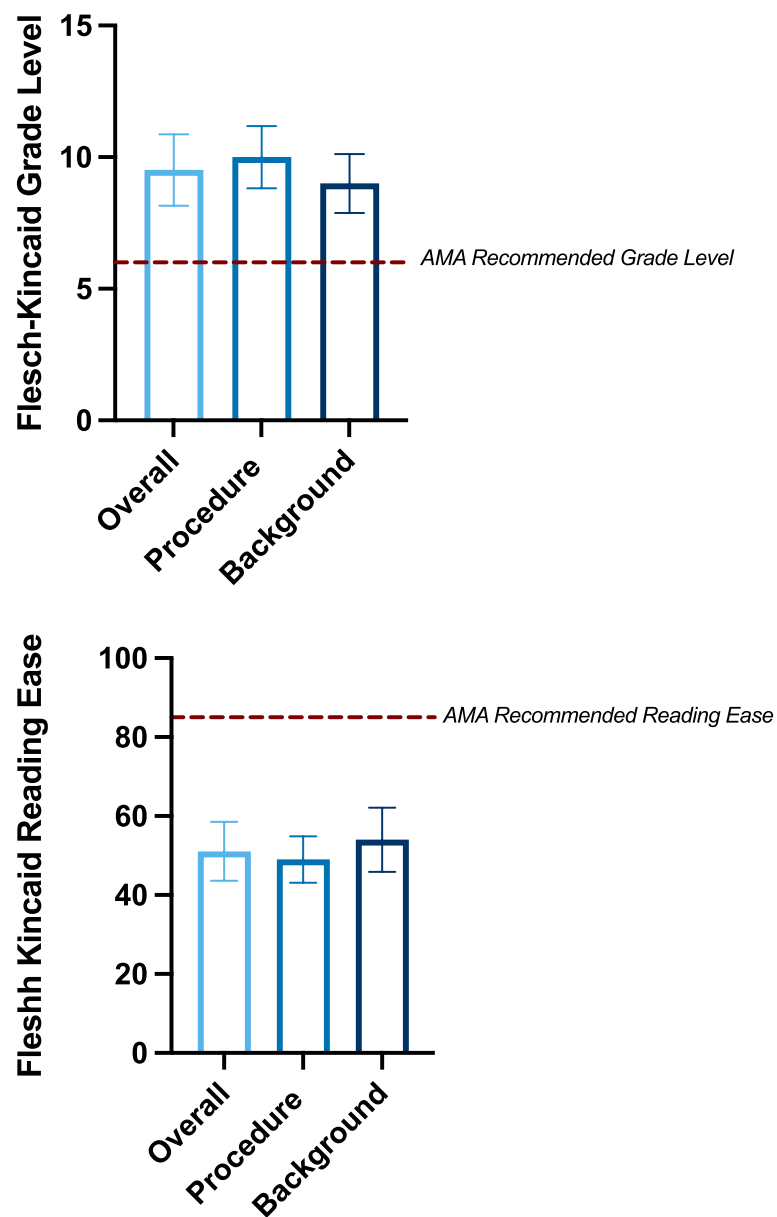 Flesch-Kincaid Grade Level
15
10
5
0
AMA Recommended Grade Level
Overall
Procedure
Background
Fleshh Kincaid Reading Ease
100
80
60
40
20
0
AMA Recommended Reading Ease
Overall
Procedure
Background